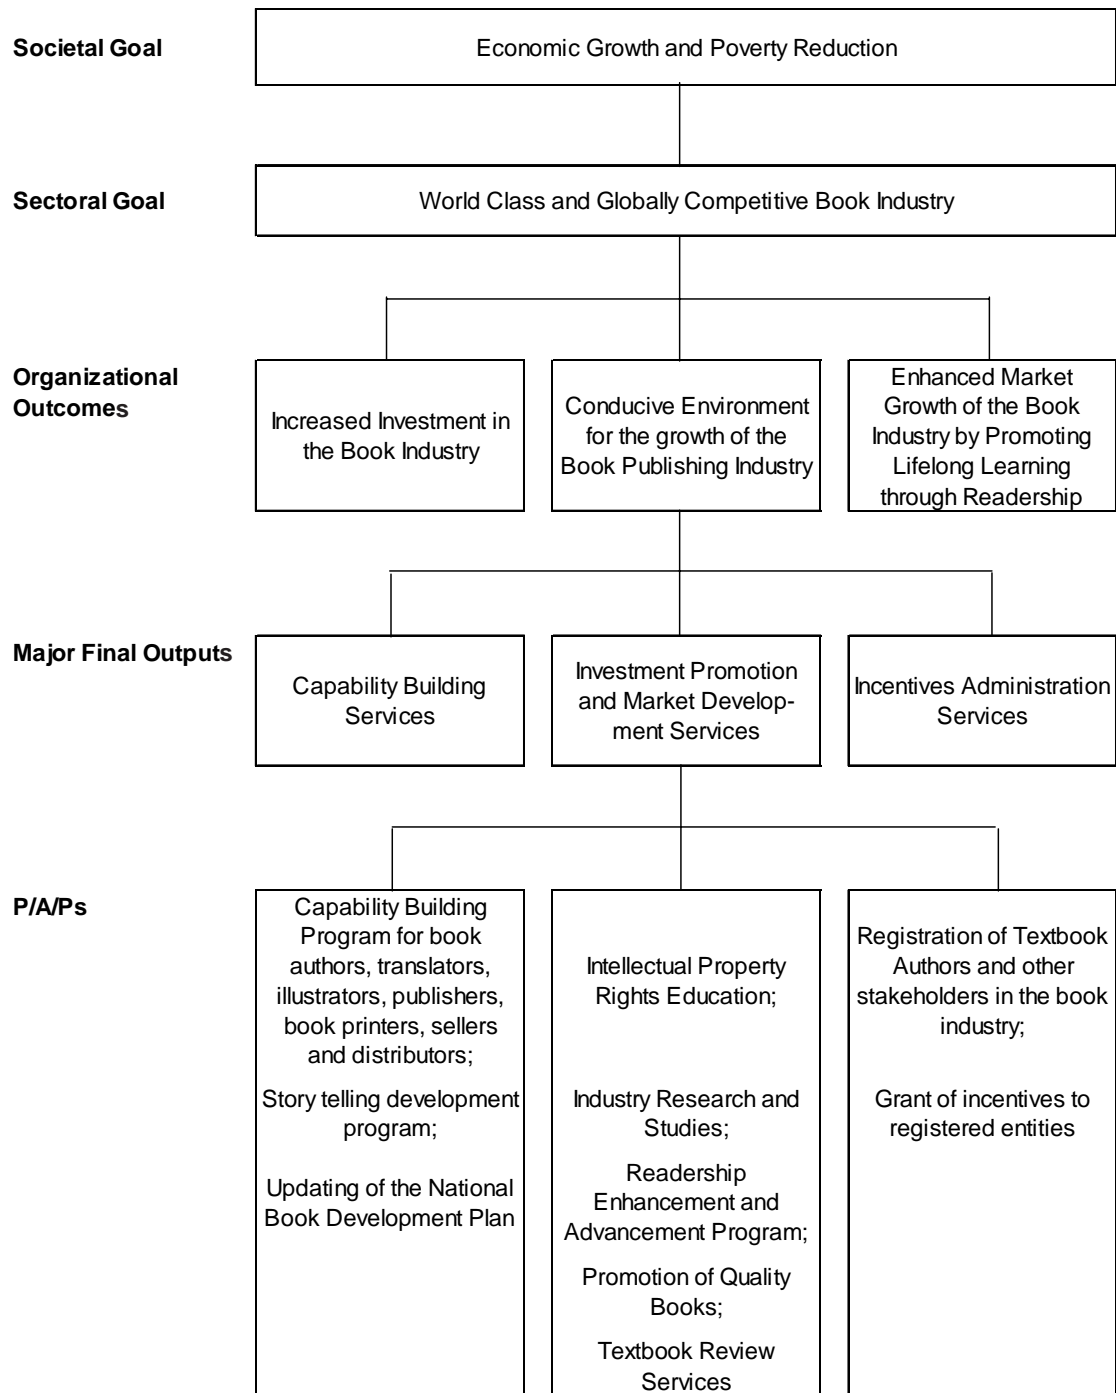 Societal Goal
Economic Growth and Poverty Reduction
Sectoral Goal
World Class and Globally Competitive Book Industry
Organizational
Outcomes
Increased Investment in
the Book Industry
Conducive Environment
for the growth of the
Book Publishing Industry
Enhanced Market
Growth of the Book
Industry by Promoting
Lifelong Learning
through Readership
Major Final Outputs
Capability Building
Services
Investment Promotion
and Market Develop-
ment Services
Incentives Administration
Services
P/A/Ps
Capability Building
Program for book
authors, translators,
illustrators, publishers,
book printers, sellers
and distributors;
Story telling development
program;
Updating of the National
Book Development Plan
Intellectual Property
Rights Education;
Industry Research and
Studies;
Readership
Enhancement and
Advancement Program;
Promotion of Quality
Books;
Textbook Review
Services
Registration of Textbook
Authors and other
stakeholders in the book
industry;
Grant of incentives to
registered entities